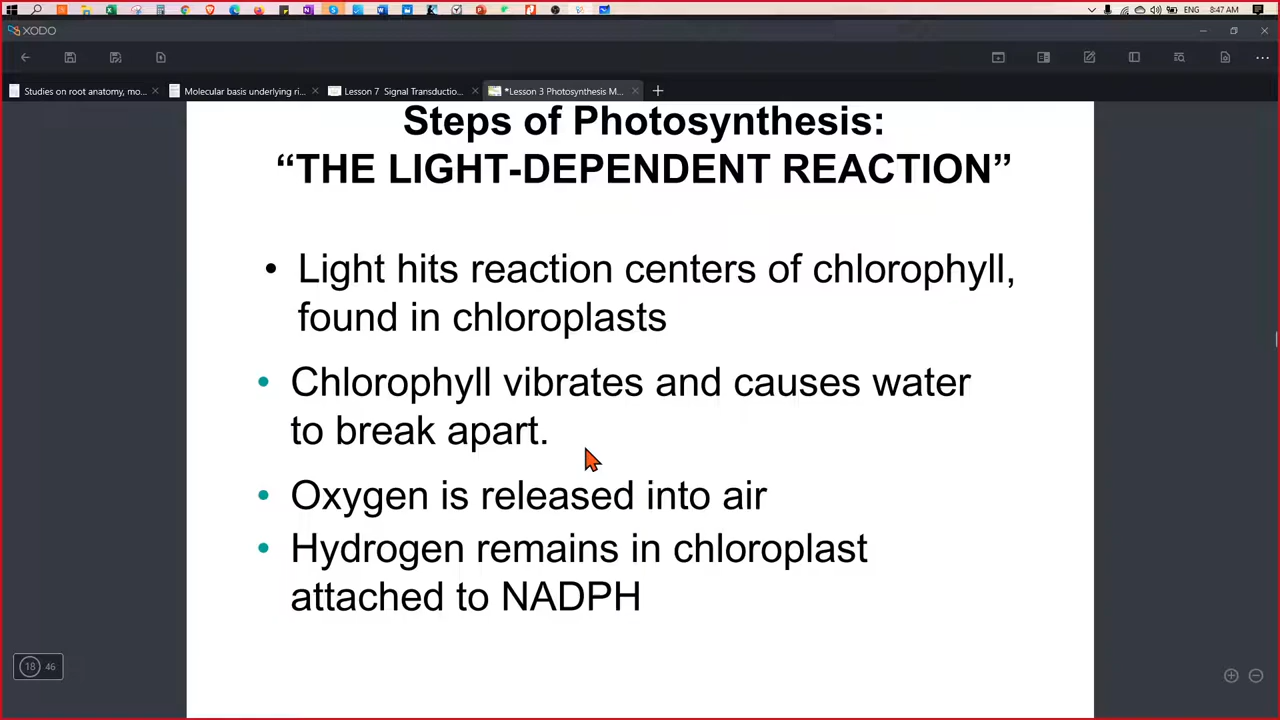 ENG
8:47 AM
XODO
Studies on root anatomy, mo...
Molecular basis underlying ri...
Lesson 7 Signal Transductio...
*Lesson 3 Photosynthesis M...
Steps of Photosynthesis:
“THE LIGHT-DEPENDENT REACTION”
• Light hits reaction centers of chlorophyll,
found in chloroplasts
• Chlorophyll vibrates and causes water
to break apart.
• Oxygen is released into air
• Hydrogen remains in chloroplast
attached to NADPH
18 46